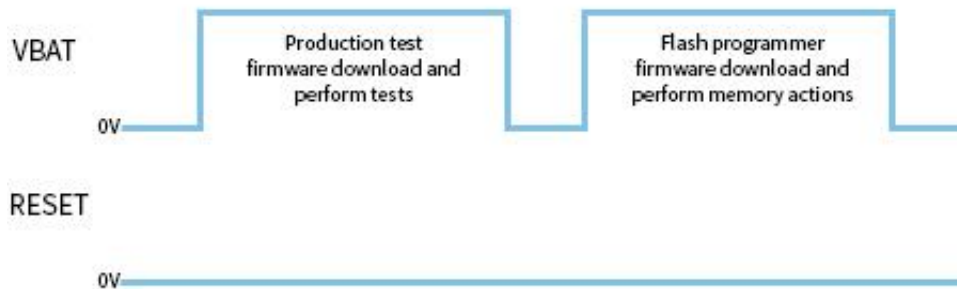 VBAT
Production test
firmware download and
perform tests
Flash programmer
firmware download and
perform memory actions
0V
RESET
0V